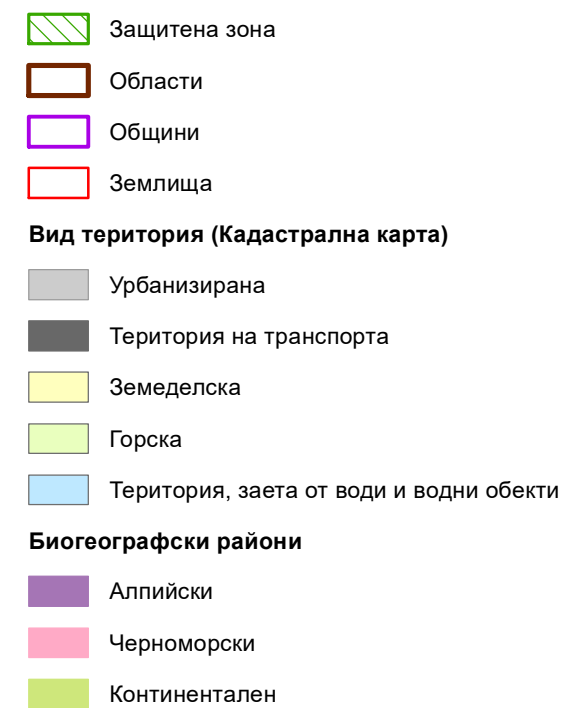 Защитена зона
Области
Общини
Землища
Вид територия (Кадастрална карта)
Урбанизирана
Територия на транспорта
Земеделска
Горска
Територия, заета от води и водни обекти
Биогеографски райони
Алпийски
Черноморски
Континентален